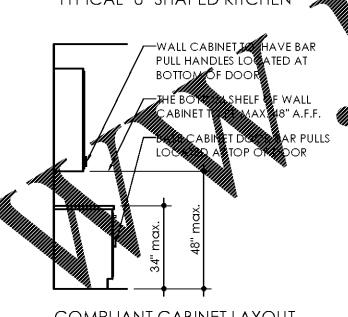 TYPICAL "U" SHAPED KITCHEN
WALL CABINET TO HAVE BAR
PULL HANDLES LOCATED AT
BOTTOM OF DOOR
THE BOTTOM SHELF OF WALL
CABINET TO BE MAX. 48" A.F.F.
BASE CABINET DOOR BAR PULLS
LOCATED AT TOP OF DOOR
34" max.
48" max.
COMPLIANT CABINET LAYOUT
www.